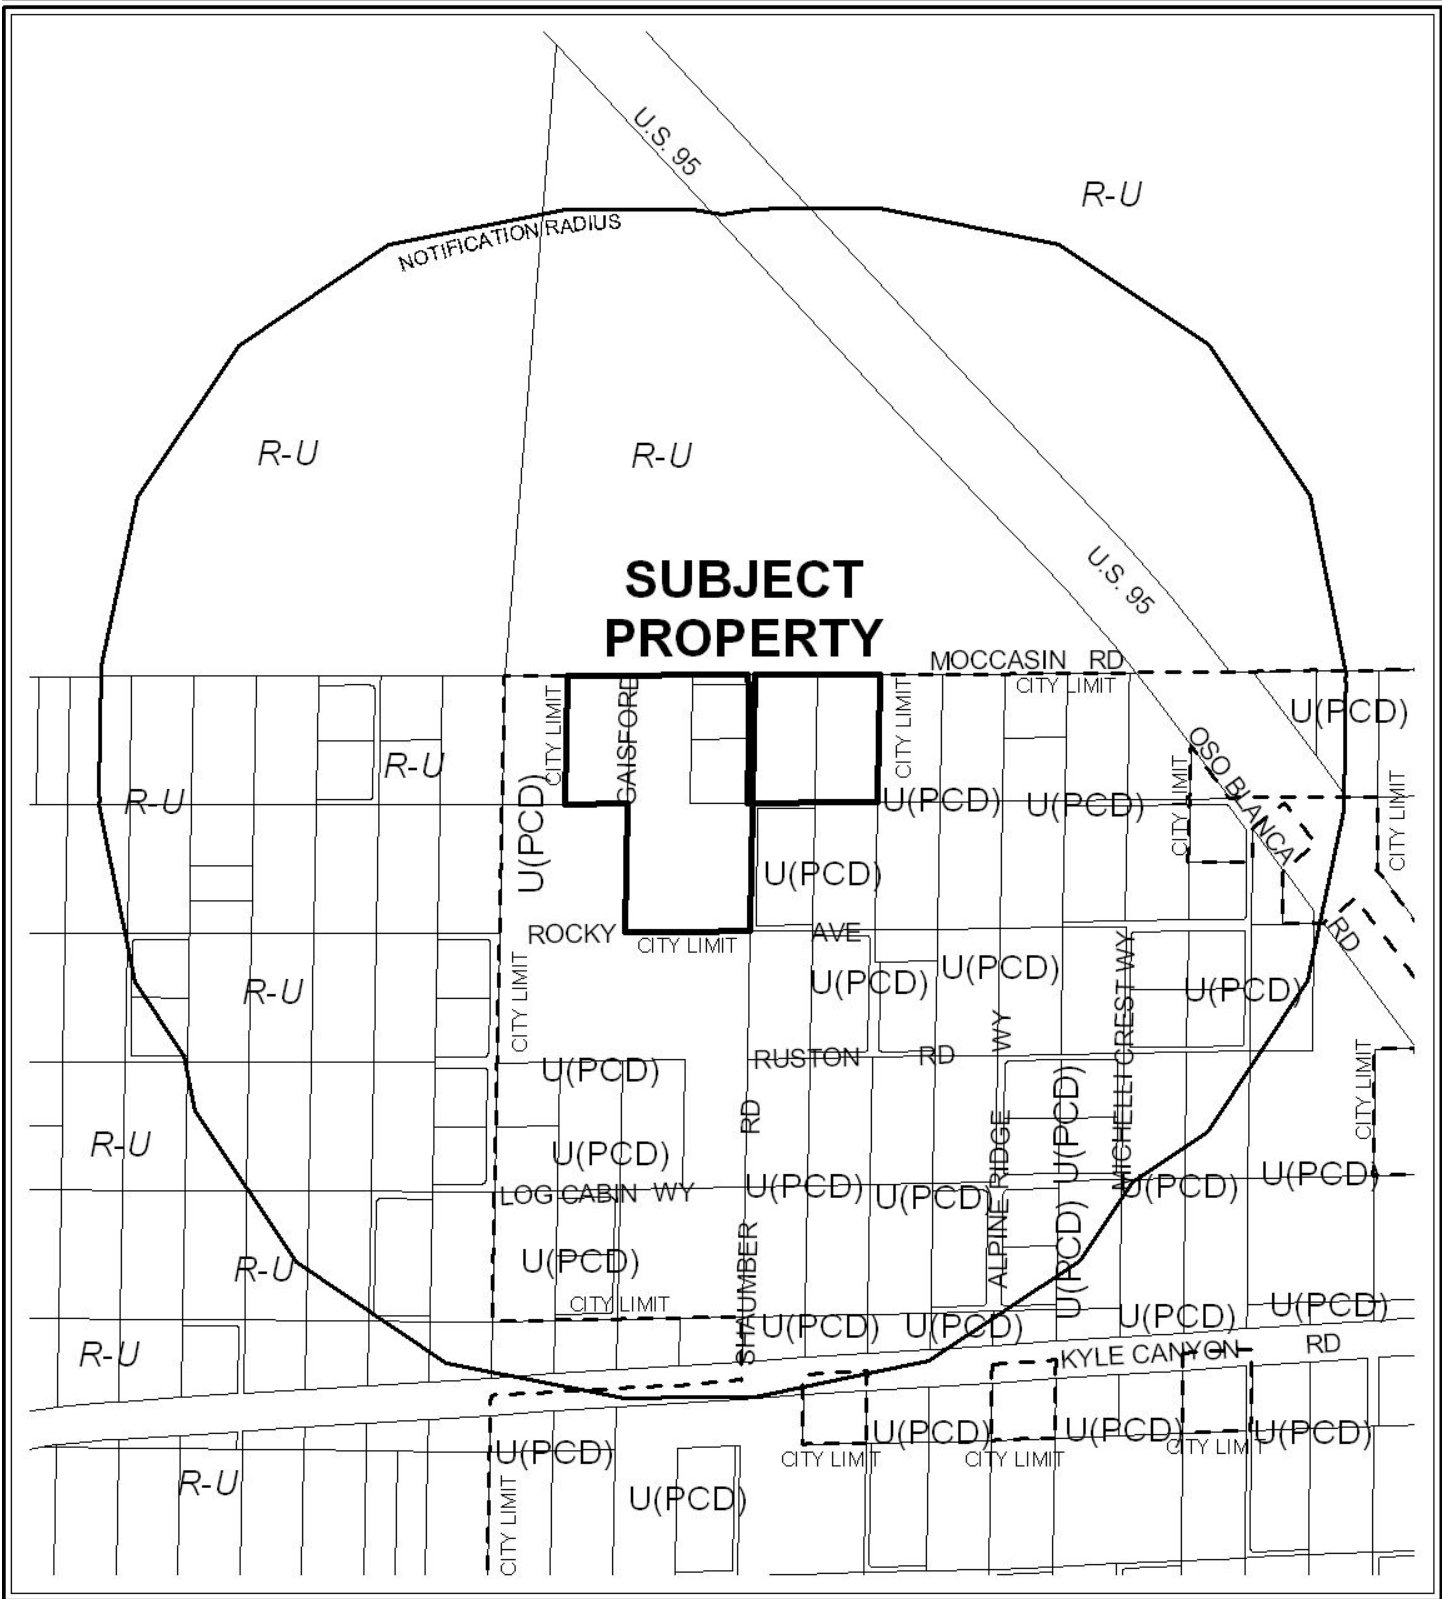 U.S. 95
R-U
NOTIFICATION RADIUS
R-U
R-U
U.S. 95
SUBJECT
PROPERTY
MOCCASIN RD
CITY LIMIT
CITY LIMIT
GAISFORD
CITY LIMIT
U(PCD)
OSO BLANCA
RD
R-U
R-U
U(PCD)
U(PCD)
U(PCD)
CITY LIMIT
CITY LIMIT
U(PCD)
ROCKY
AVE
CITY LIMIT
CITY LIMIT
R-U
U(PCD)
U(PCD)
U(PCD)
MICHELLI CREST WY
ALPINE RIDGE WY
RUSTON RD
U(PCD)
U(PCD)
CITY LIMIT
SHAUMBER RD
R-U
U(PCD)
U(PCD)
U(PCD)
U(PCD)
U(PCD)
LOG CABIN WY
U(PCD)
R-U
U(PCD)
CITY LIMIT
U(PCD)
U(PCD)
U(PCD)
U(PCD)
R-U
KYLE CANYON RD
U(PCD)
U(PCD)
U(PCD)
U(PCD)
CITY LIMIT
CITY LIMIT
CITY LIMIT
R-U
U(PCD)
CITY LIMIT